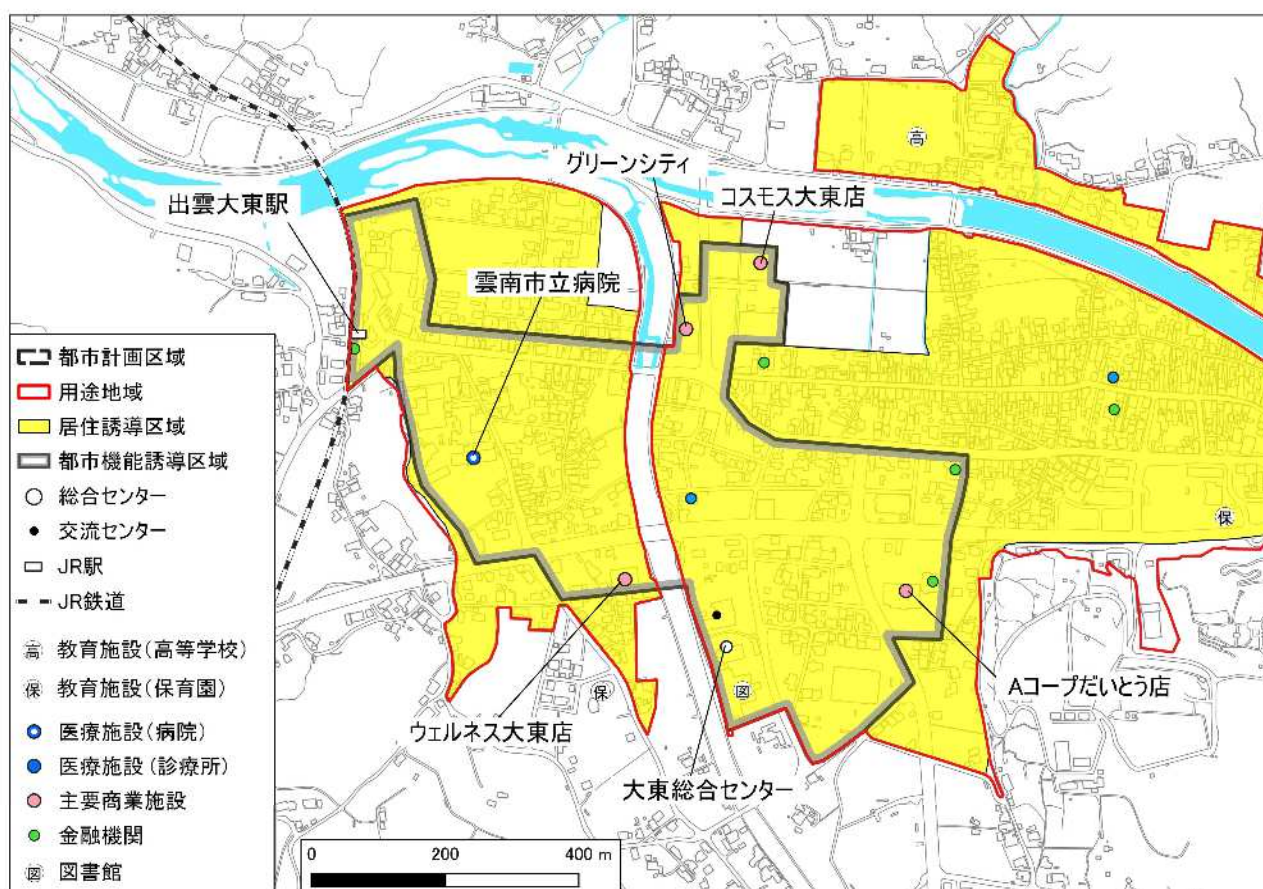 グリーンシティ
コスモス大東店
高
出雲大東駅
雲南市立病院
保
保
図
Aコープだいとう店
ウェルネス大東店
大東総合センター
都市計画区域
用途地域
居住誘導区域
都市機能誘導区域
総合センター
交流センター
JR駅
JR鉄道
高 教育施設(高等学校)
保 教育施設(保育園)
医療施設(病院)
医療施設(診療所)
主要商業施設
金融機関
図 図書館
0 200 400 m